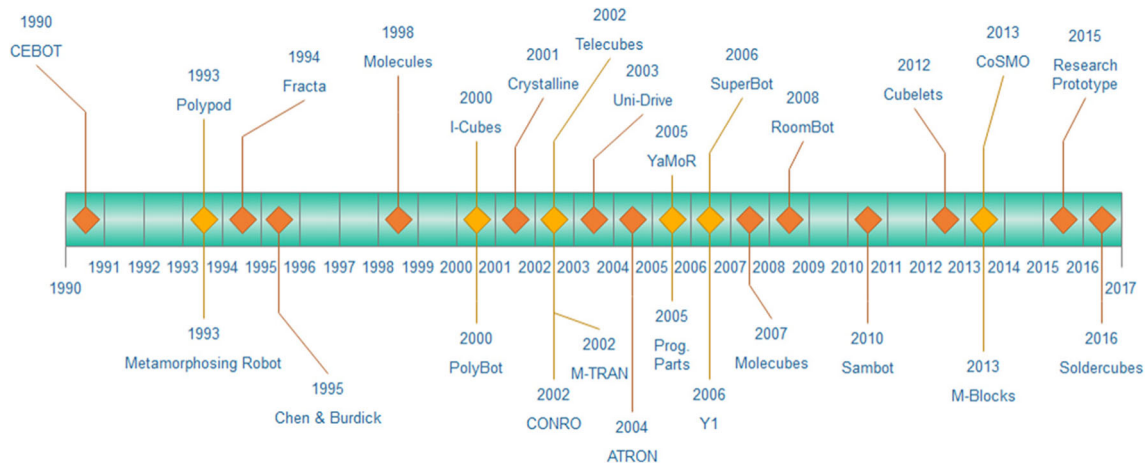 1990
CEBOT
1993
Polypod
1994
Fracta
1998
Molecules
2000
I-Cubes
2001
Crystalline
2002
Telecubes
2003
Uni-Drive
2005
YaMoR
2006
SuperBot
2008
RoomBot
2012
Cubelets
2013
CoSMO
2015
Research
Prototype
1990 1991 1992 1993 1994 1995 1996 1997 1998 1999 2000 2001 2002 2003 2004 2005 2006 2007 2008 2009 2010 2011 2012 2013 2014 2015 2016 2017
1993
Metamorphosing Robot
1995
Chen & Burdick
2000
PolyBot
2002
CONRO
2002
M-TRAN
2004
ATRON
2005
Prog.
Parts
2006
Y1
2007
Molecubes
2010
Sambot
2013
M-Blocks
2016
Soldercubes